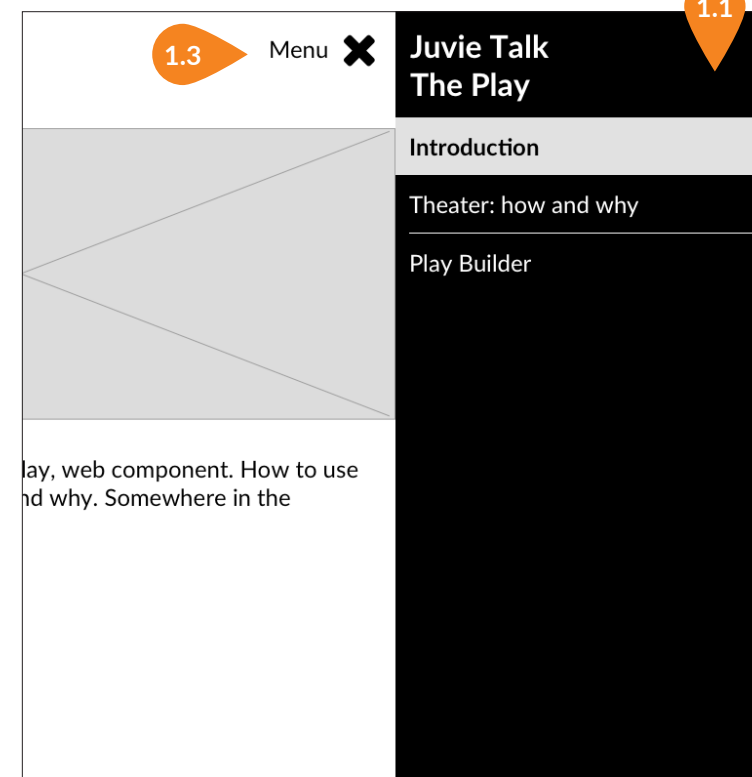 1.1
1.3
Menu
Juvie Talk
The Play
Introduction
Theater: how and why
Play Builder
lay, web component. How to use
nd why. Somewhere in the